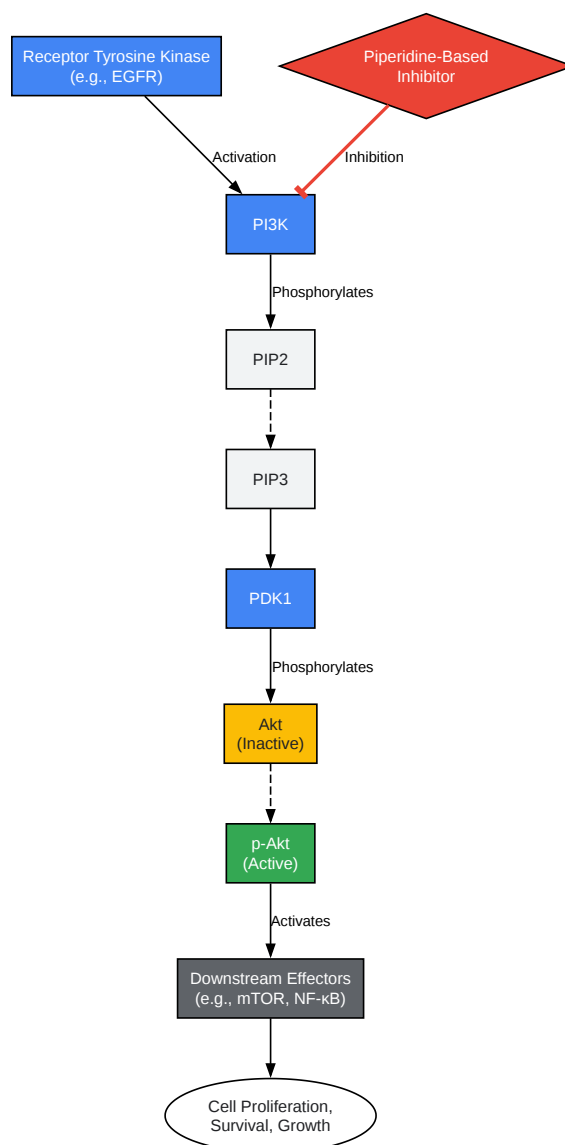 Receptor Tyrosine Kinase
(e.g., EGFR)
Piperidine-Based
Inhibitor
Activation
Inhibition
PI3K
Phosphorylates
PIP2
PIP3
PDK1
Phosphorylates
Akt
(Inactive)
p-Akt
(Active)
Activates
Downstream Effectors
(e.g., mTOR, NF-κB)
Cell Proliferation,
Survival, Growth